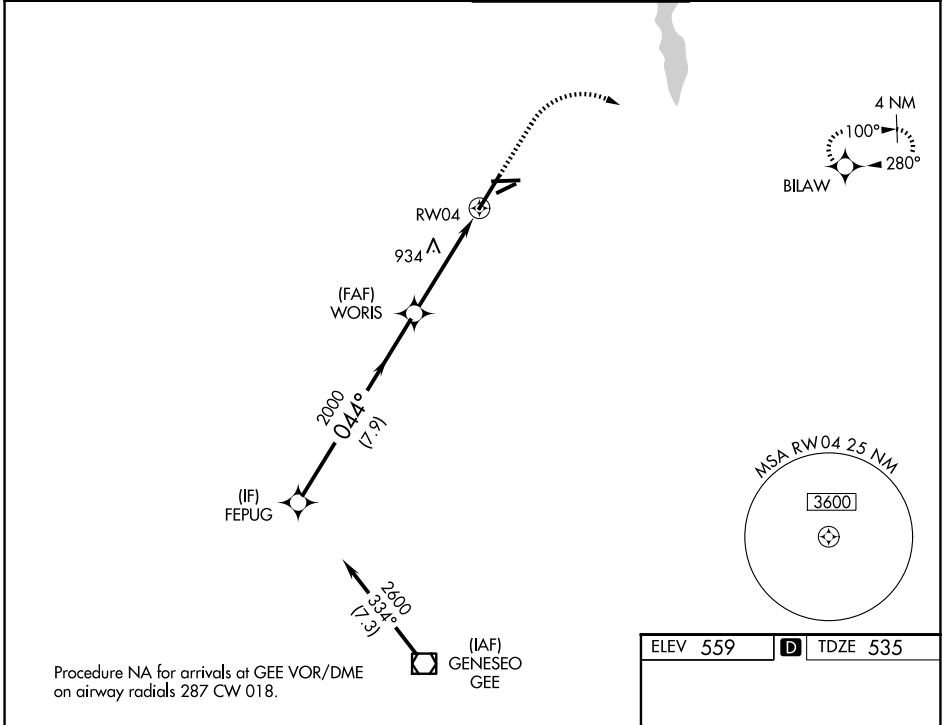 4 NM
100°
280°
BILAW
RW04
934
(FAF)
WORIS
2000
044°
(7.9)
MSA RW04 25 NM
3600
(IF)
FEPUG
2600
334°
(7.3)
(IAF)
GENESEO
GEE
Procedure NA for arrivals at GEE VOR/DME
on airway radials 287 CW 018.
ELEV 559 D TDZE 535